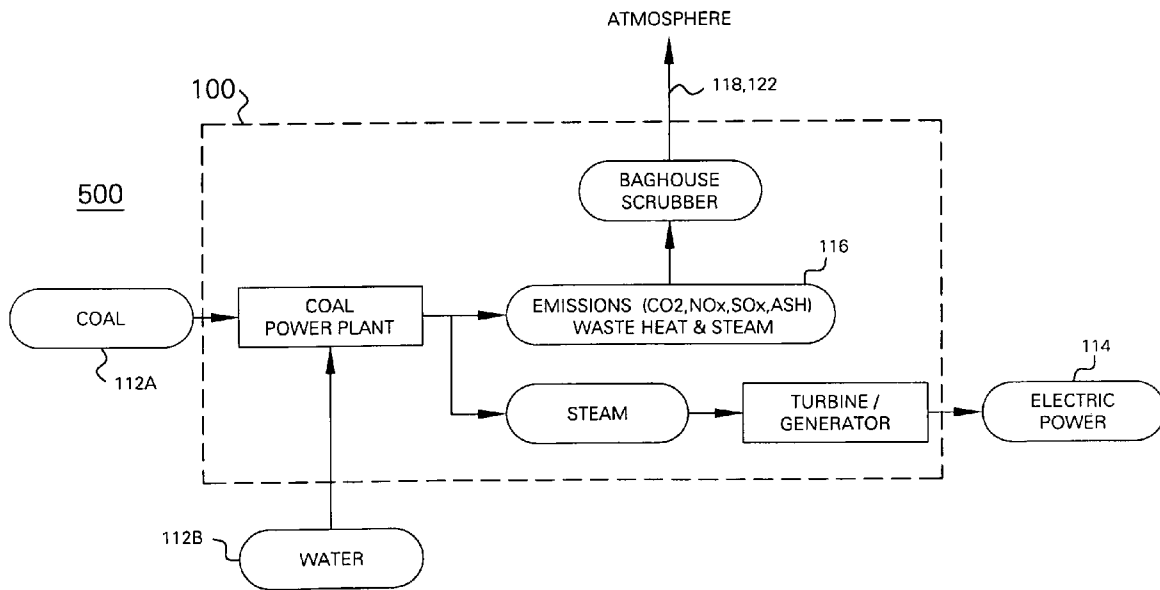 ATMOSPHERE
118,122
100
BAGHOUSE
SCRUBBER
500
116
COAL
COAL
POWER PLANT
EMISSIONS (CO2,NOx,SOx,ASH)
WASTE HEAT & STEAM
112A
114
STEAM
TURBINE /
GENERATOR
ELECTRIC
POWER
112B
WATER